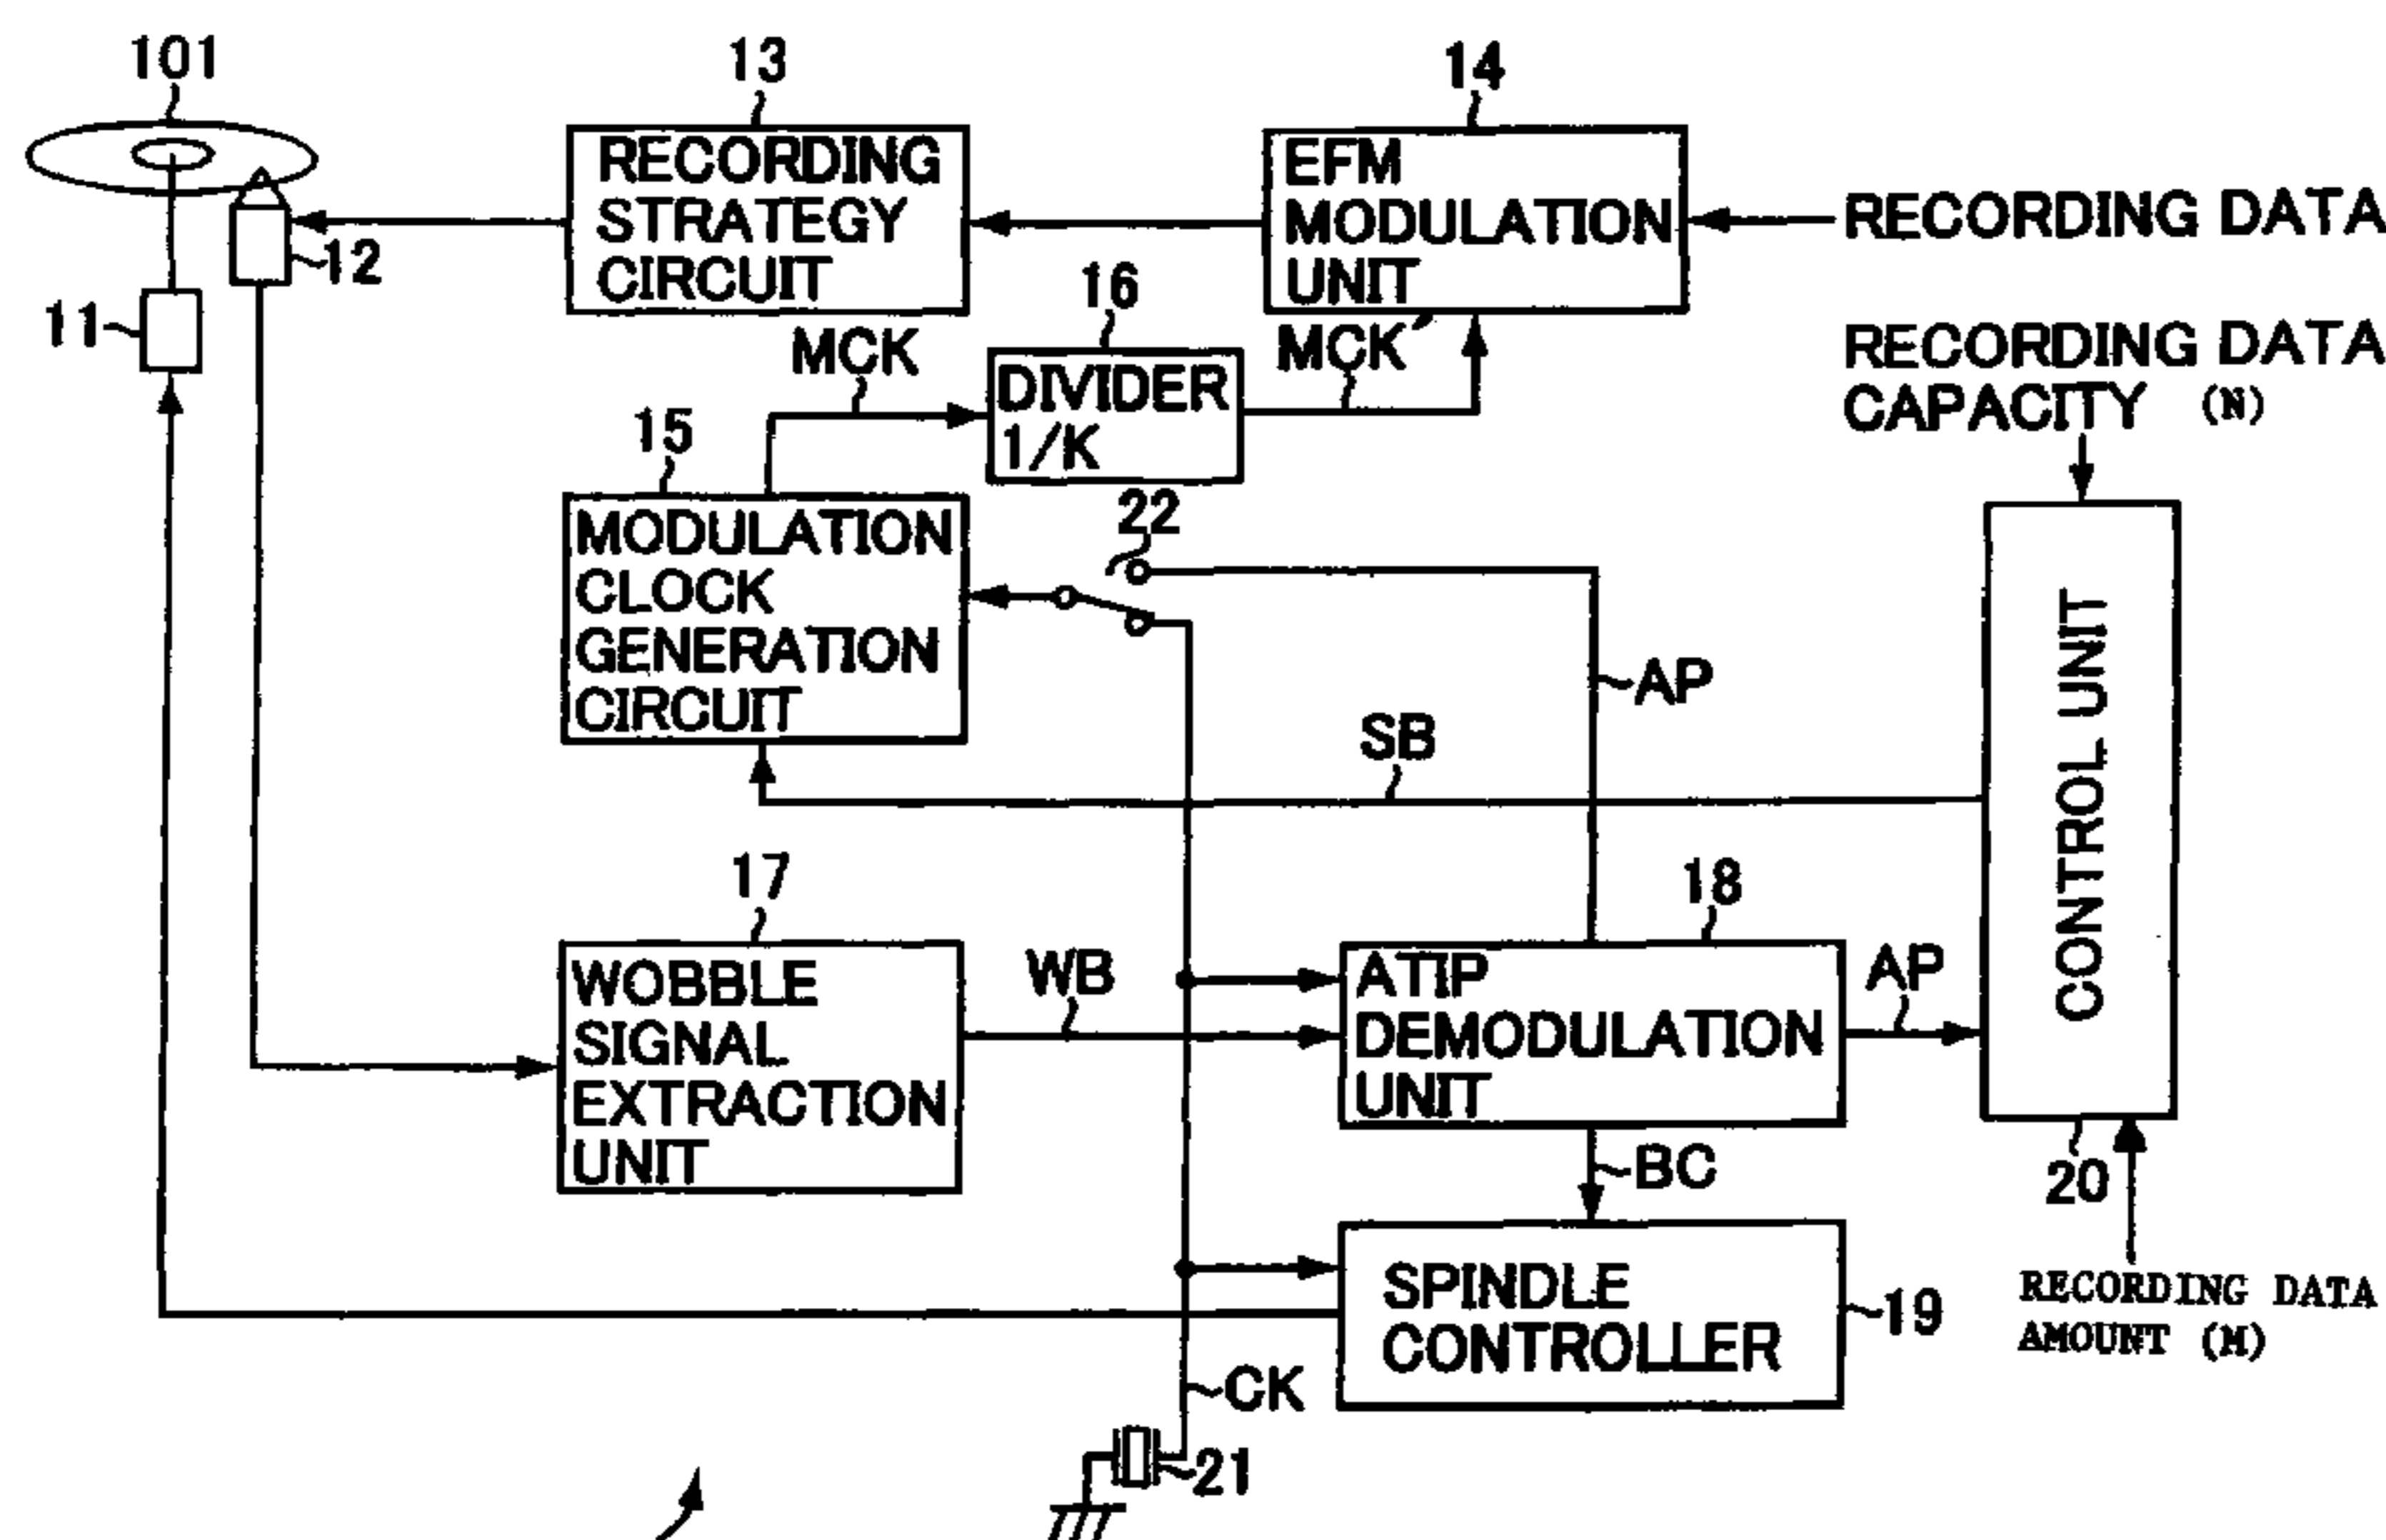 101
13
14
RECORDING
STRATEGY
CIRCUIT
EFM
MODULATION
UNIT
RECORDING DATA
12
11
16
MCK
MCK
DIVIDER
1/K
RECORDING DATA
CAPACITY (N)
15
22
MODULATION
CLOCK
GENERATION
CIRCUIT
AP
SB
CONTROL UNIT
17
18
WOBBLE
SIGNAL
EXTRACTION
UNIT
WB
ATIP
DEMODULATION
UNIT
AP
BC
20
SPINDLE
CONTROLLER
19
RECORDING DATA
AMOUNT (M)
CK
21